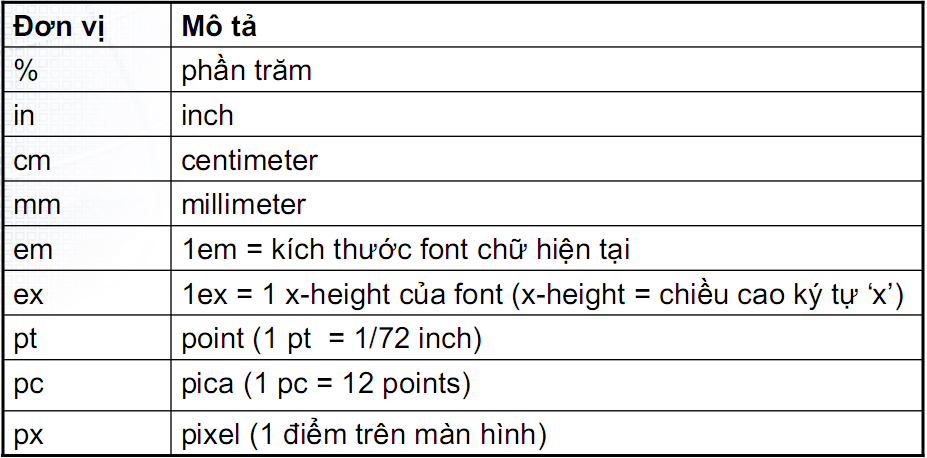 Đơn vị Mô tả
% phần trăm
in inch
cm centimeter
mm millimeter
em 1em = kích thước font chữ hiện tại
ex 1ex = 1 x-height của font (x-height = chiều cao ký tự ‘x’)
pt point (1 pt = 1/72 inch)
pc pica (1 pc = 12 points)
px pixel (1 điểm trên màn hình)